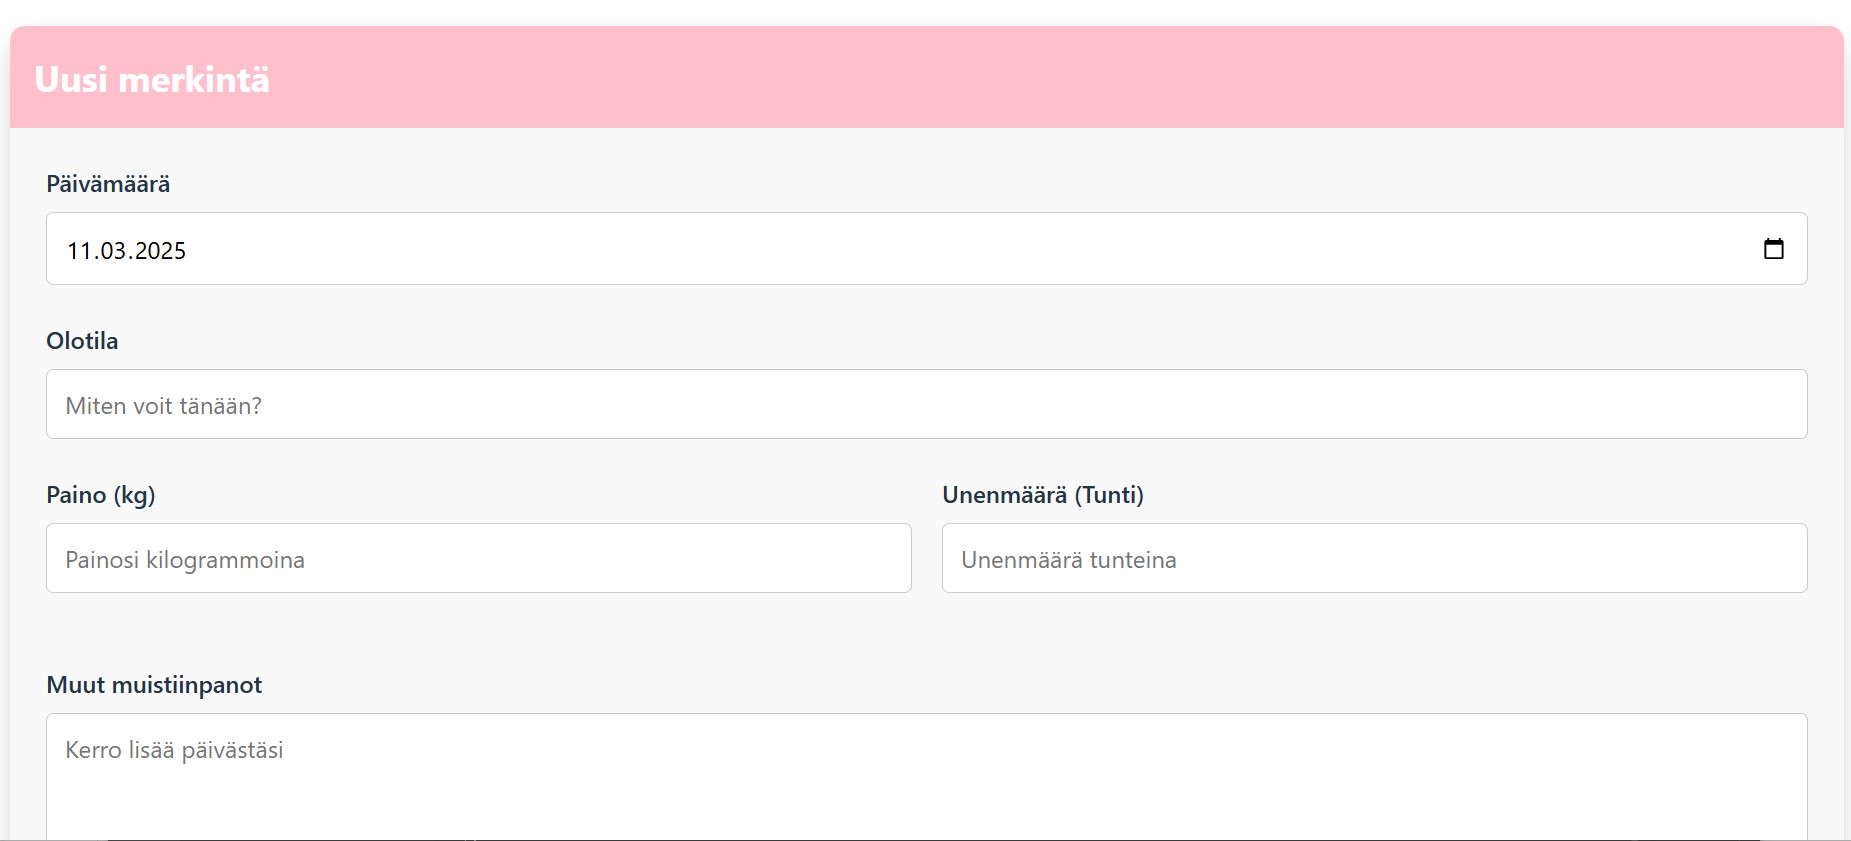 Uusi merkintä
Päivämäärä
11.03.2025
Olotila
Miten voit tänään?
Paino (kg)
Painosi kilogrammoina
Unenmäärä (Tunti)
Unenmäärä tunteina
Muut muistiinpanot
Kerro lisää päivästäsi